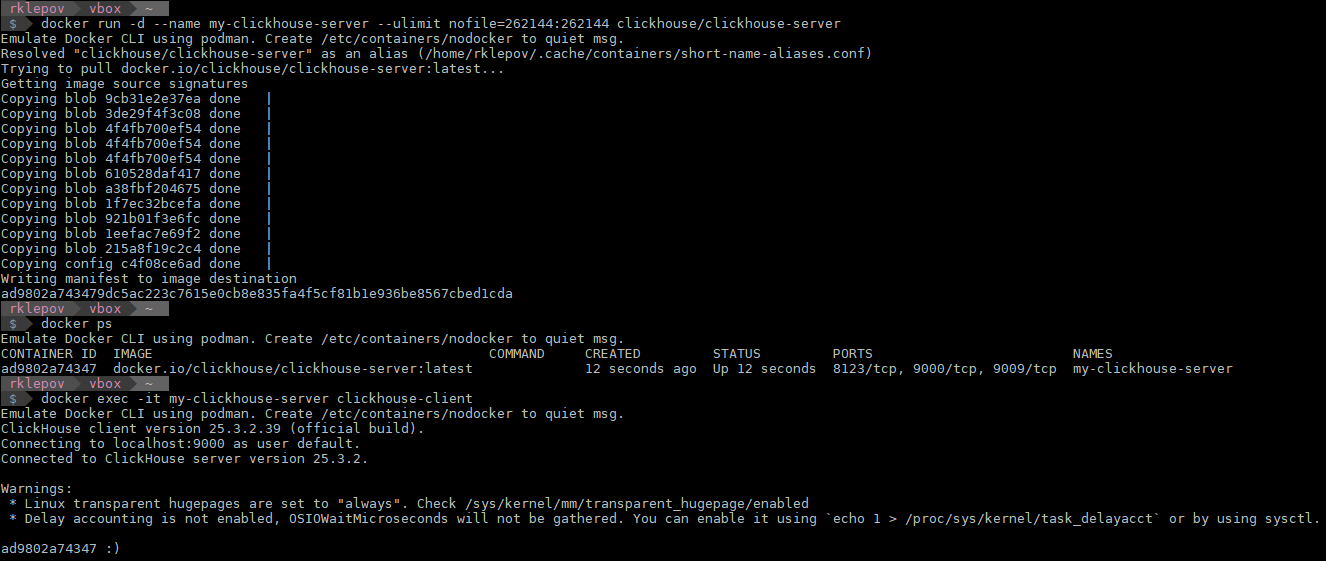 rklepov vbox ~
$ docker run -d --name my-clickhouse-server --ulimit nofile=262144:262144 clickhouse/clickhouse-server
Emulate Docker CLI using podman. Create /etc/containers/nodocker to quiet msg.
Resolved "clickhouse/clickhouse-server" as an alias (/home/rklepov/.cache/containers/short-name-aliases.conf)
Trying to pull docker.io/clickhouse/clickhouse-server:latest...
Getting image source signatures
Copying blob 9cb31e2e37ea done   |
Copying blob 3de29f4f3c08 done   |
Copying blob 4f4fb700ef54 done   |
Copying blob 4f4fb700ef54 done   |
Copying blob 4f4fb700ef54 done   |
Copying blob 610528daf417 done   |
Copying blob a38fbf204675 done   |
Copying blob 1f7ec32bcefa done   |
Copying blob 921b01f3e6fc done   |
Copying blob 1eefac7e69f2 done   |
Copying blob 215a8f19c2c4 done   |
Copying config c4f08ce6ad done   |
Writing manifest to image destination
ad9802a743479dc5ac223c7615e0cb8e835fa4f5cf81b1e936be8567cbed1cda
rklepov vbox ~
$ docker ps
Emulate Docker CLI using podman. Create /etc/containers/nodocker to quiet msg.
CONTAINER ID  IMAGE                                          COMMAND     CREATED         STATUS         PORTS                         NAMES
ad9802a74347  docker.io/clickhouse/clickhouse-server:latest              12 seconds ago  Up 12 seconds  8123/tcp, 9000/tcp, 9009/tcp  my-clickhouse-server
rklepov vbox ~
$ docker exec -it my-clickhouse-server clickhouse-client
Emulate Docker CLI using podman. Create /etc/containers/nodocker to quiet msg.
ClickHouse client version 25.3.2.39 (official build).
Connecting to localhost:9000 as user default.
Connected to ClickHouse server version 25.3.2.

Warnings:
 * Linux transparent hugepages are set to "always". Check /sys/kernel/mm/transparent_hugepage/enabled
 * Delay accounting is not enabled, OSIOWaitMicroseconds will not be gathered. You can enable it using `echo 1 > /proc/sys/kernel/task_delayacct` or by using sysctl.

ad9802a74347 :)